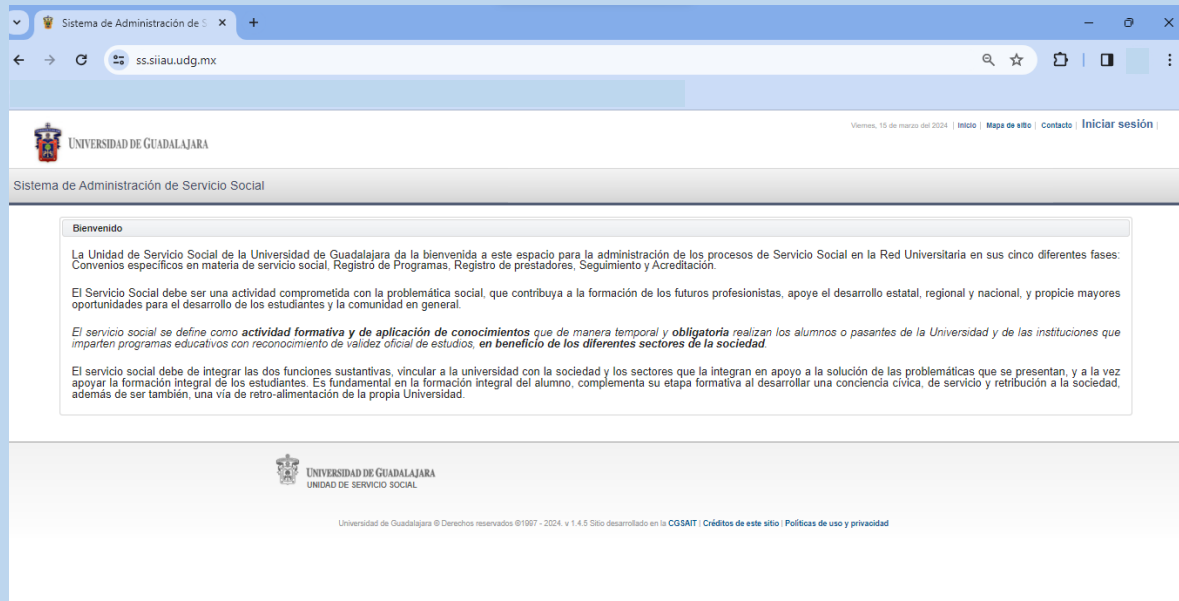 Sistema de Administración de S
ss.siiau.udg.mx
Viernes, 15 de marzo del 2024 | Inicio | Mapa de sitio | Contacto | Iniciar sesión |
UNIVERSIDAD DE GUADALAJARA
Sistema de Administración de Servicio Social
Bienvenido
La Unidad de Servicio Social de la Universidad de Guadalajara da la bienvenida a este espacio para la administración de los procesos de Servicio Social en la Red Universitaria en sus cinco diferentes fases:
Convenios específicos en materia de servicio social, Registro de Programas, Registro de prestadores, Seguimiento y Acreditación.
El Servicio Social debe ser una actividad comprometida con la problemática social, que contribuya a la formación de los futuros profesionistas, apoye el desarrollo estatal, regional y nacional, y propicie mayores
oportunidades para el desarrollo de los estudiantes y la comunidad en general.
El servicio social se define como actividad formativa y de aplicación de conocimientos que de manera temporal y obligatoria realizan los alumnos o pasantes de la Universidad y de las instituciones que
imparten programas educativos con reconocimiento de validez oficial de estudios, en beneficio de los diferentes sectores de la sociedad.
El servicio social debe de integrar las dos funciones sustantivas, vincular a la universidad con la sociedad y los sectores que la integran en apoyo a la solución de las problemáticas que se presentan, y a la vez
apoyar la formación integral de los estudiantes. Es fundamental en la formación integral del alumno, complementa su etapa formativa al desarrollar una conciencia cívica, de servicio y retribución a la sociedad,
además de ser también, una vía de retro-alimentación de la propia Universidad.
UNIVERSIDAD DE GUADALAJARA
UNIDAD DE SERVICIO SOCIAL
Universidad de Guadalajara © Derechos reservados ©1997 - 2024. v 1.4.5 Sitio desarrollado en la CGSAIT | Créditos de este sitio | Políticas de uso y privacidad